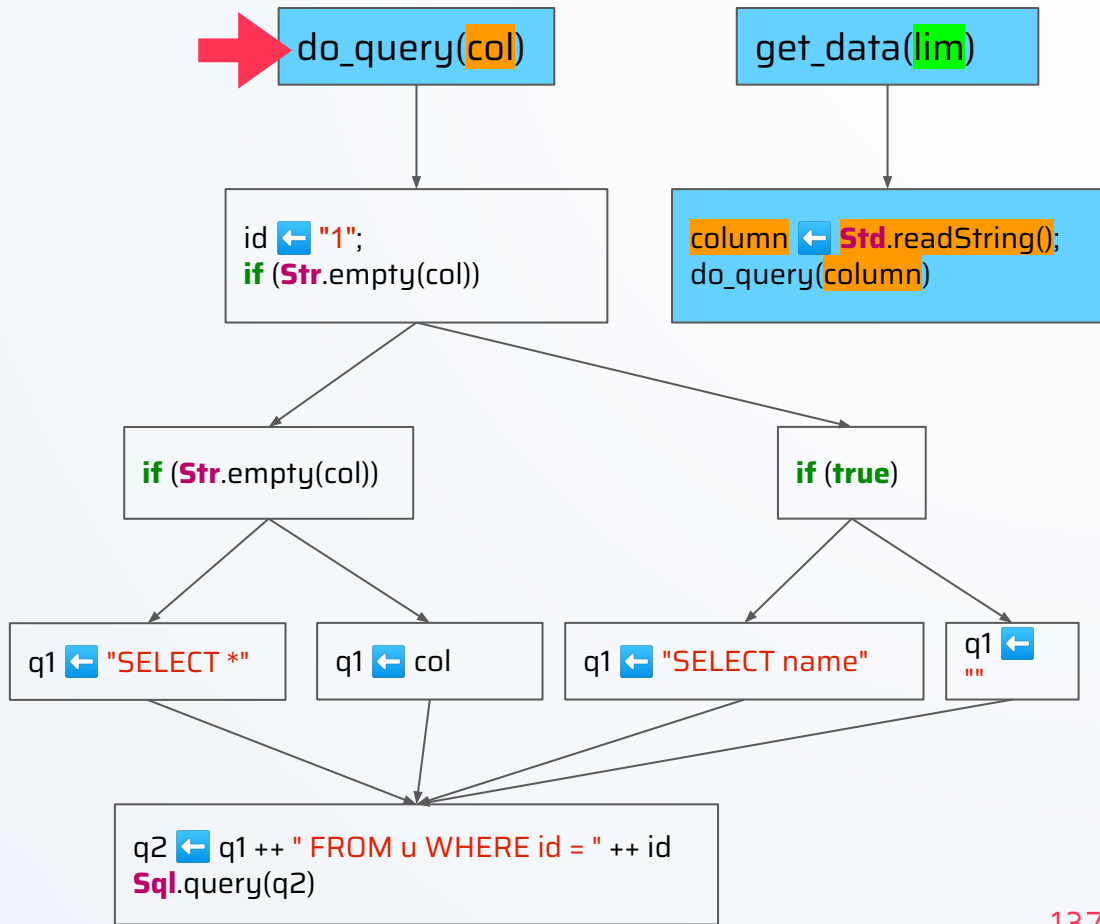 do_query(col)
get_data(lim)
id ⬅ "1";
if (Str.empty(col))
column ⬅ Std.readString();
do_query(column)
if (Str.empty(col))
if (true)
q1 ⬅ "SELECT *"
q1 ⬅ col
q1 ⬅ "SELECT name"
q1 ⬅
""
q2 ⬅ q1 ++ " FROM u WHERE id = " ++ id
Sql.query(q2)
137